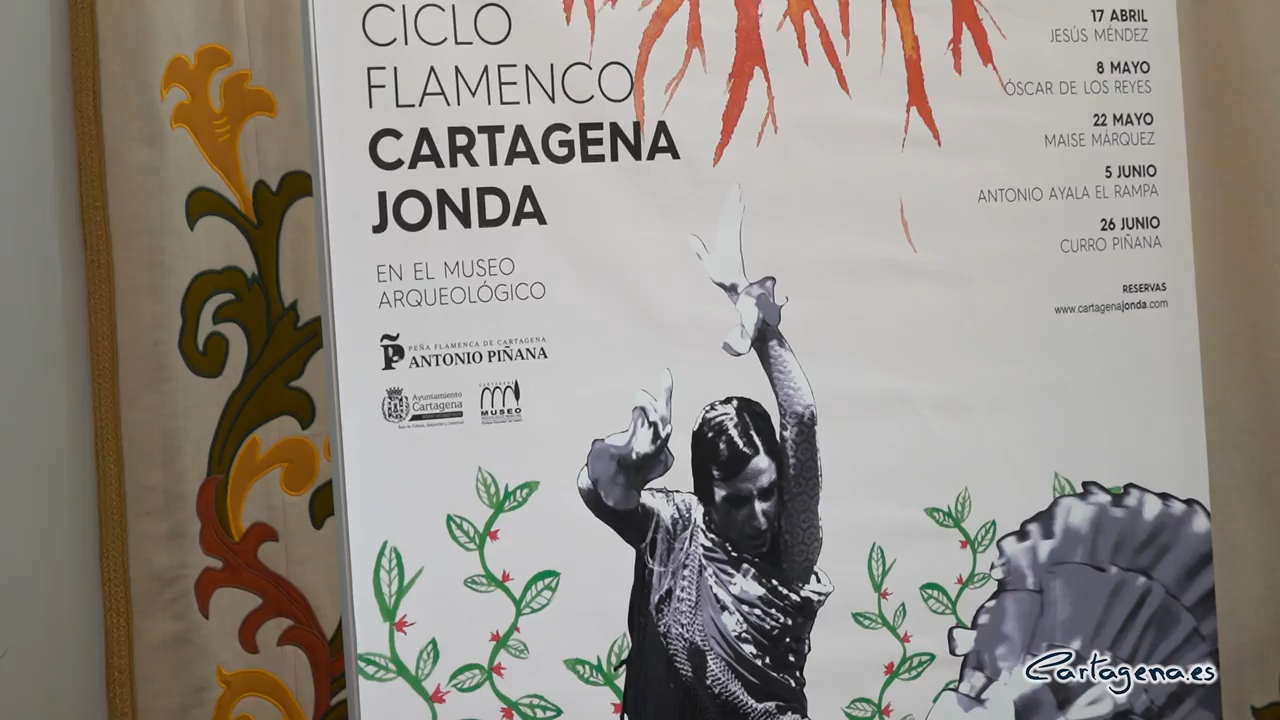 CICLO
FLAMENCO
CARTAGENA
JONDA
EN EL MUSEO
ARQUEOLÓGICO
PEÑA FLAMENCA DE CARTAGENA
ANTONIO PIÑANA
Ayuntamiento
Cartagena
MUSEO
17 ABRIL
JESÚS MÉNDEZ
8 MAYO
ÓSCAR DE LOS REYES
22 MAYO
MAISE MÁRQUEZ
5 JUNIO
ANTONIO AYALA EL RAMPA
26 JUNIO
CURRO PIÑANA
RESERVAS
www.cartagenajonda.com
Cartagena.es